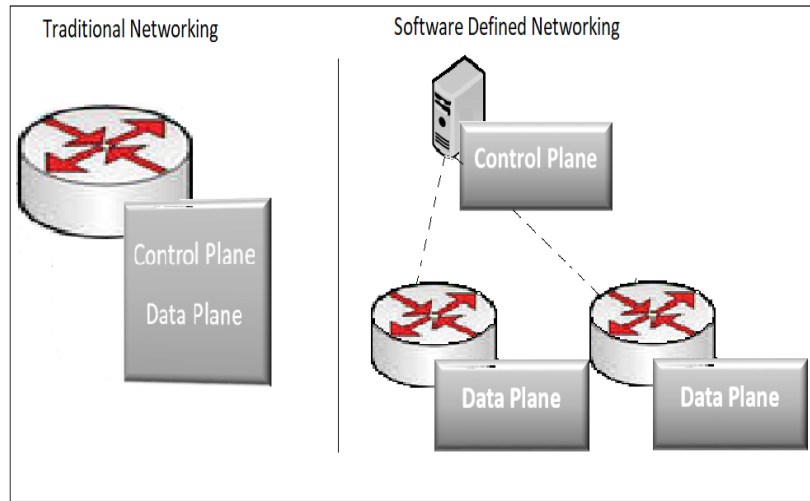 Traditional Networking
Control Plane
Data Plane
Software Defined Networking
Control Plane
Data Plane
Data Plane